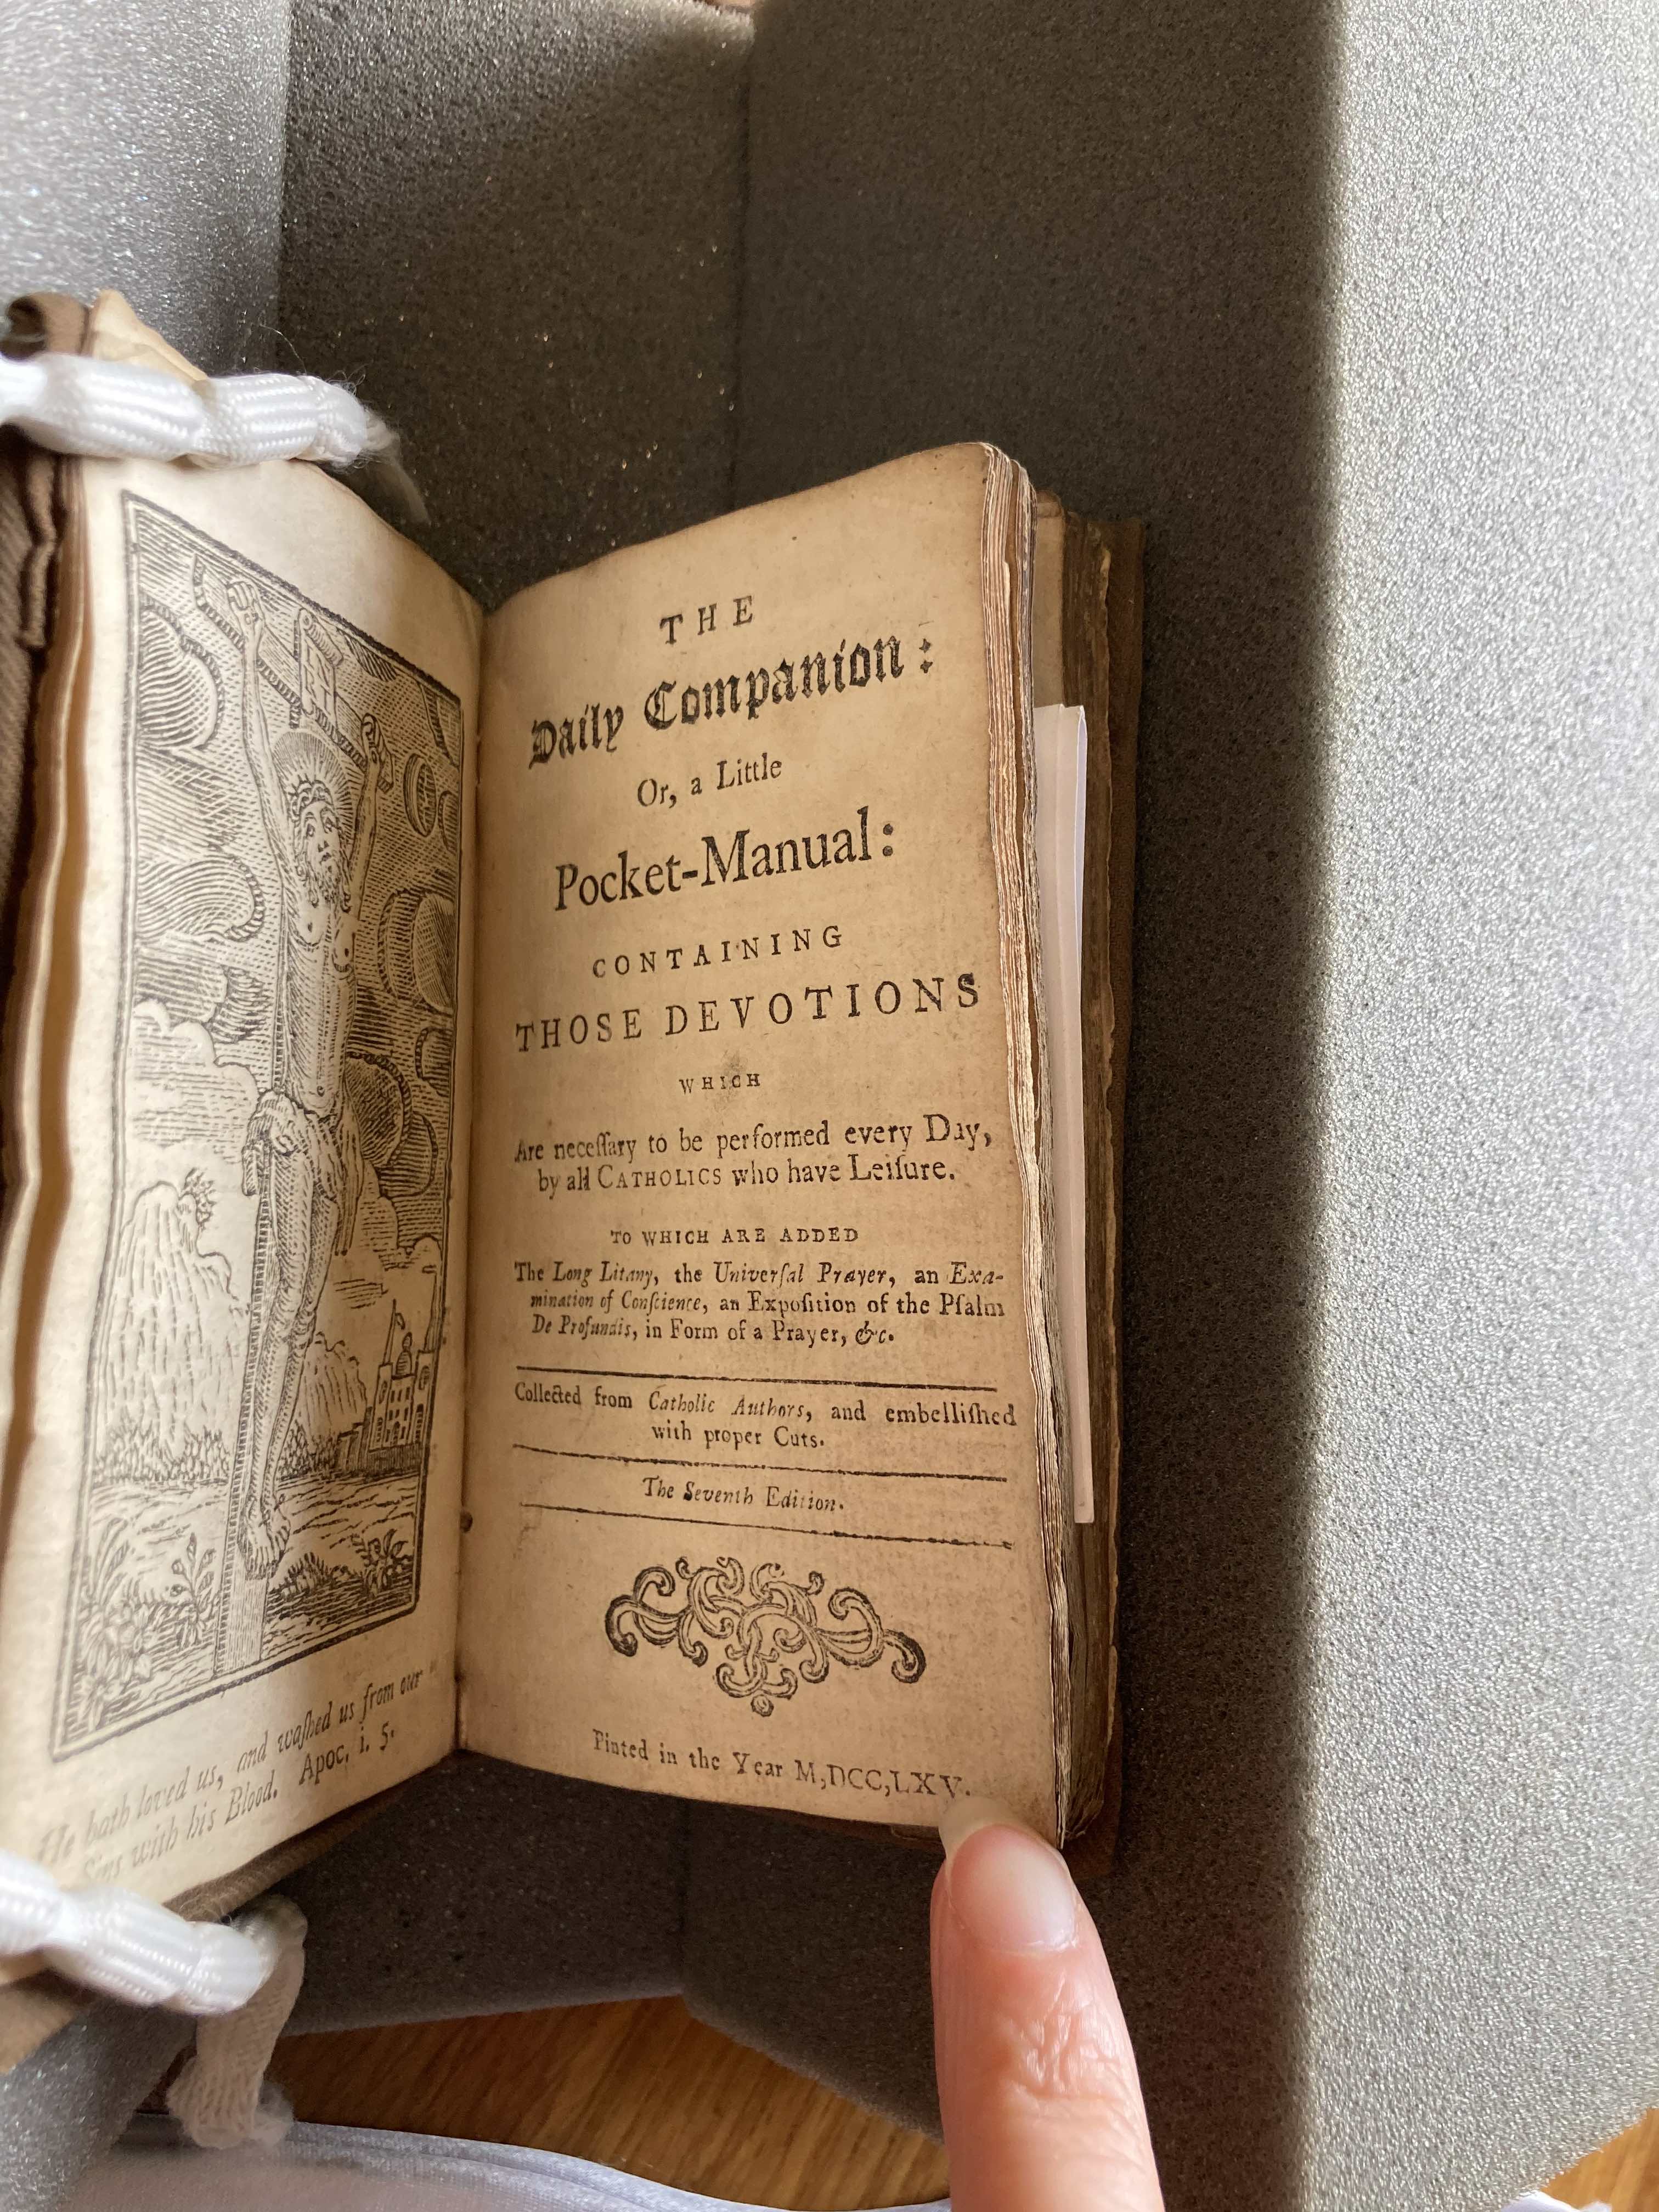 He hath loved us, and waſhed us from our
Sins with his Blood. Apoc, i. 5.
THE
Daily Companion:
Or, a Little
Pocket-Manual:
CONTAINING
THOSE DEVOTIONS
WHICH
Are neceſſary to be performed every Day,
by all CATHOLICS who have Leiſure.
TO WHICH ARE ADDED
The Long Litany, the Univerſal Prayer, an Exa-
mination of Conſcience, an Expoſition of the Pſalm
De Profundis, in Form of a Prayer, &c.
Collected from Catholic Authors, and embelliſhed
with proper Cuts.
The Seventh Edition.
Pinted in the Year M,DCC,LXV.